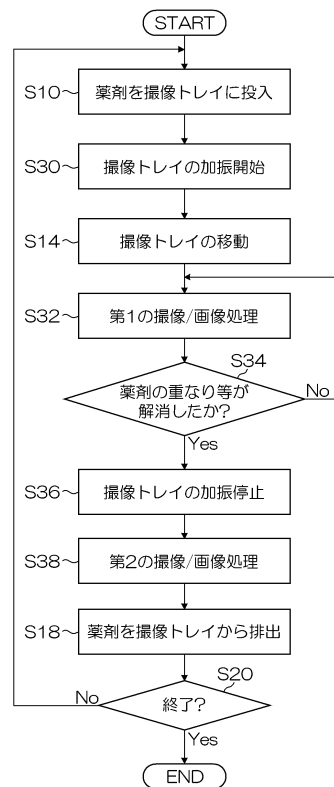 START
S10 薬剤を撮像トレイに投入
S30 撮像トレイの加振開始
S14 撮像トレイの移動
S32 第1の撮像/画像処理
S34
薬剤の重なり等が
解消したか?
No
Yes
S36 撮像トレイの加振停止
S38 第2の撮像/画像処理
S18 薬剤を撮像トレイから排出
S20
No
終了?
Yes
END